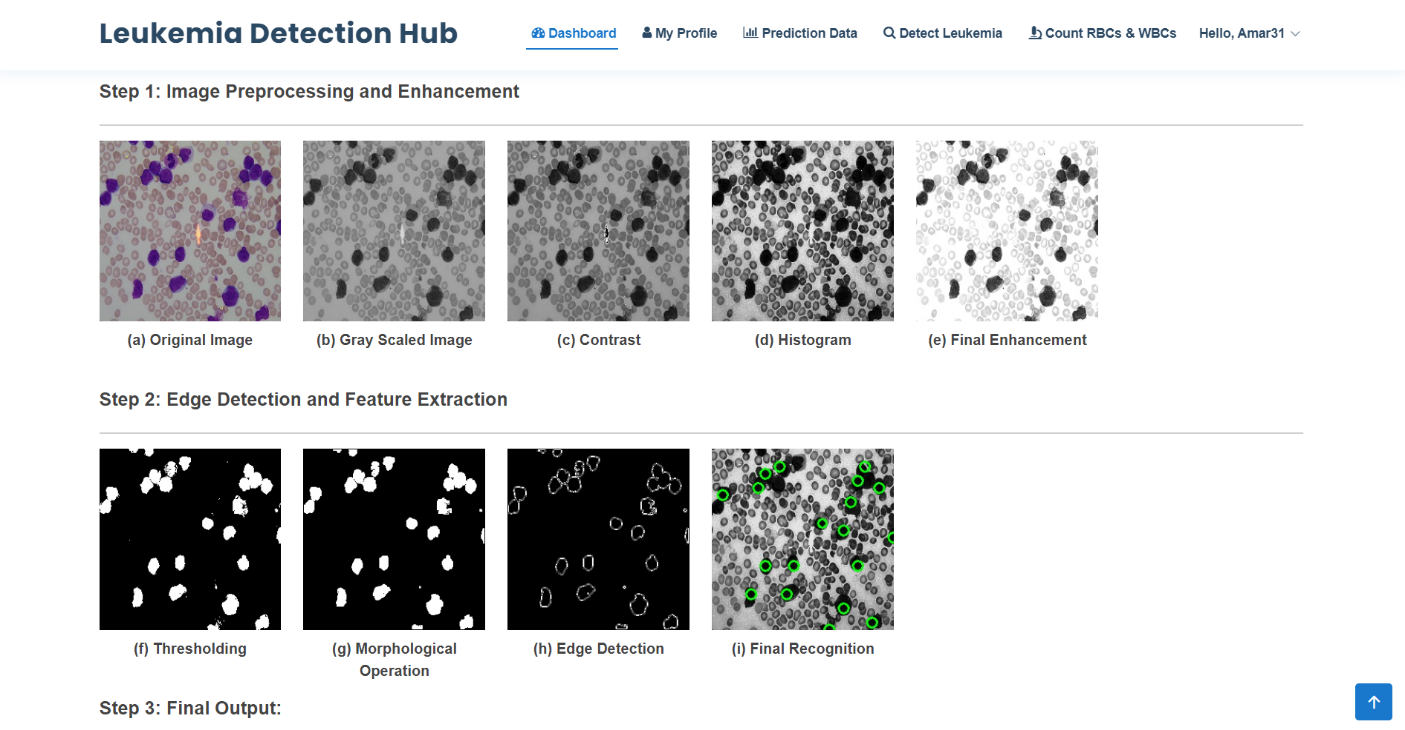 Leukemia Detection Hub
Dashboard
My Profile
Prediction Data
Detect Leukemia
Count RBCs & WBCs
Hello, Amar31
Step 1: Image Preprocessing and Enhancement
(a) Original Image
(b) Gray Scaled Image
(c) Contrast
(d) Histogram
(e) Final Enhancement
Step 2: Edge Detection and Feature Extraction
(f) Thresholding
(g) Morphological
Operation
(h) Edge Detection
(i) Final Recognition
Step 3: Final Output: